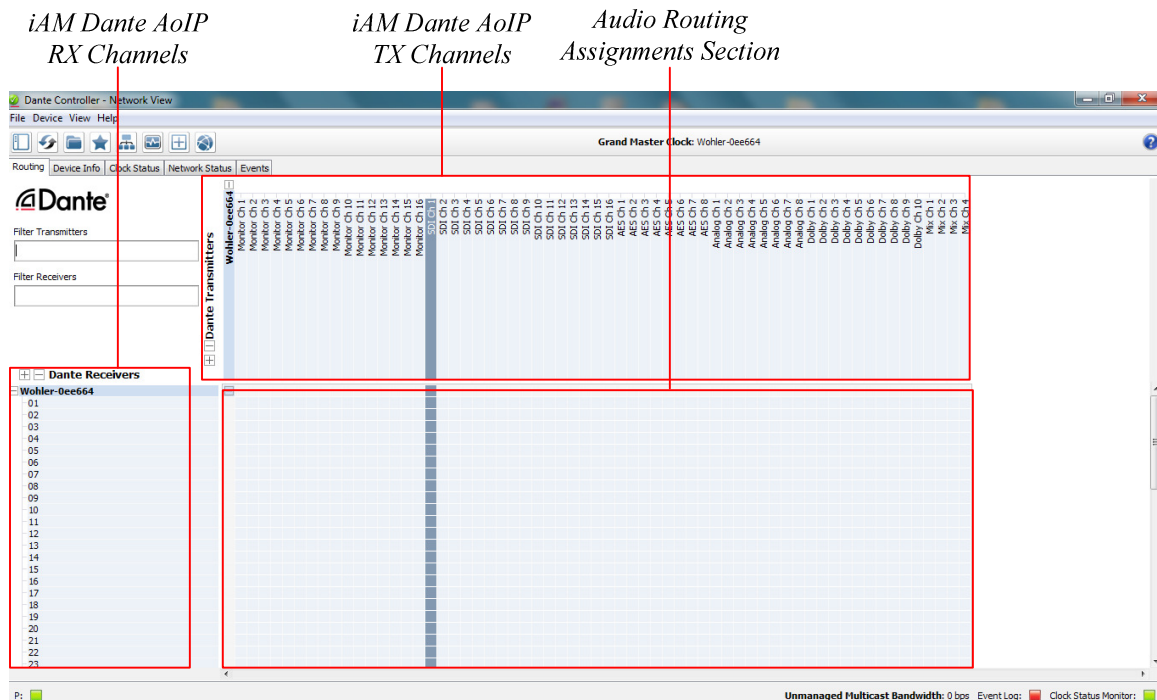 iAM Dante AoIP
RX Channels
iAM Dante AoIP
TX Channels
Audio Routing
Assignments Section
Dante Controller - Network View
File Device View Help
Grand Master Clock: Wohler-0ee664
Routing
Device Info
Clock Status
Network Status
Events
Dante
Filter Transmitters
Filter Receivers
Dante Transmitters
Wohler-0ee664
Monitor Ch 1
Monitor Ch 2
Monitor Ch 3
Monitor Ch 4
Monitor Ch 5
Monitor Ch 6
Monitor Ch 7
Monitor Ch 8
Monitor Ch 9
Monitor Ch 10
Monitor Ch 11
Monitor Ch 12
Monitor Ch 13
Monitor Ch 14
Monitor Ch 15
Monitor Ch 16
SDI Ch 1
SDI Ch 2
SDI Ch 3
SDI Ch 4
SDI Ch 5
SDI Ch 6
SDI Ch 7
SDI Ch 8
SDI Ch 9
SDI Ch 10
SDI Ch 11
SDI Ch 12
SDI Ch 13
SDI Ch 14
SDI Ch 15
SDI Ch 16
AES Ch 1
AES Ch 2
AES Ch 3
AES Ch 4
AES Ch 5
AES Ch 6
AES Ch 7
AES Ch 8
Analog Ch 1
Analog Ch 2
Analog Ch 3
Analog Ch 4
Analog Ch 5
Analog Ch 6
Analog Ch 7
Analog Ch 8
Dolby Ch 1
Dolby Ch 2
Dolby Ch 3
Dolby Ch 4
Dolby Ch 5
Dolby Ch 6
Dolby Ch 7
Dolby Ch 8
Dolby Ch 9
Dolby Ch 10
Mix Ch 1
Mix Ch 2
Mix Ch 3
Mix Ch 4
Dante Receivers
Wohler-0ee664
01
02
03
04
05
06
07
08
09
10
11
12
13
14
15
16
17
18
19
20
21
22
23
P:
Unmanaged Multicast Bandwidth: 0 bps
Event Log:
Clock Status Monitor: